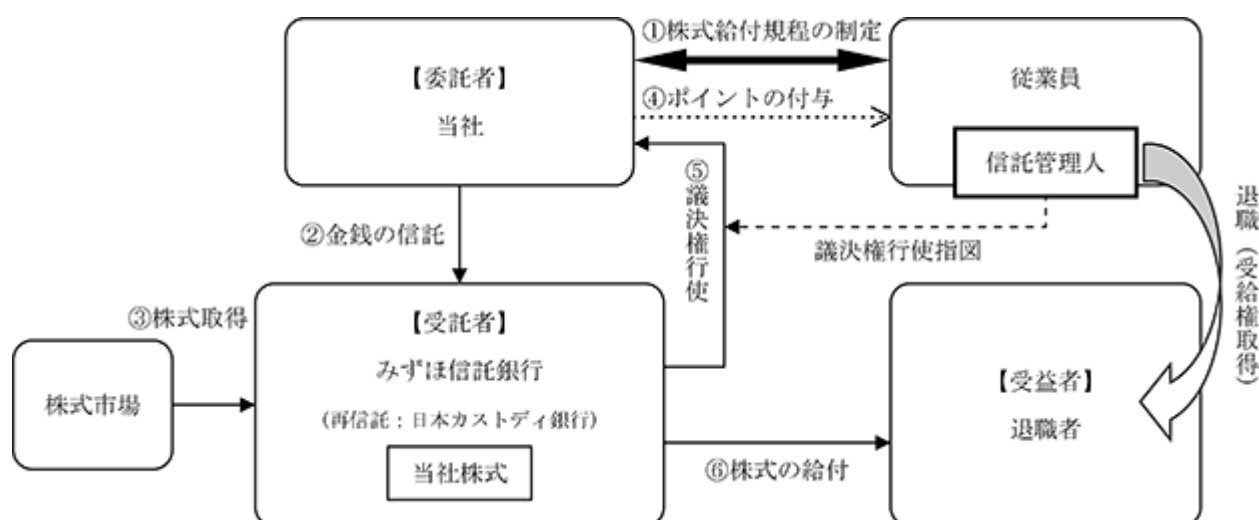 ①株式給付規程の制定
【委託者】
当社
従業員
④ポイントの付与
信託管理人
⑤議決権行使
退職(受給権取得)
②金銭の信託
議決権行使指図
③株式取得
【受託者】
みずほ信託銀行
(再信託:日本カストディ銀行)
当社株式
株式市場
【受益者】
退職者
⑥株式の給付